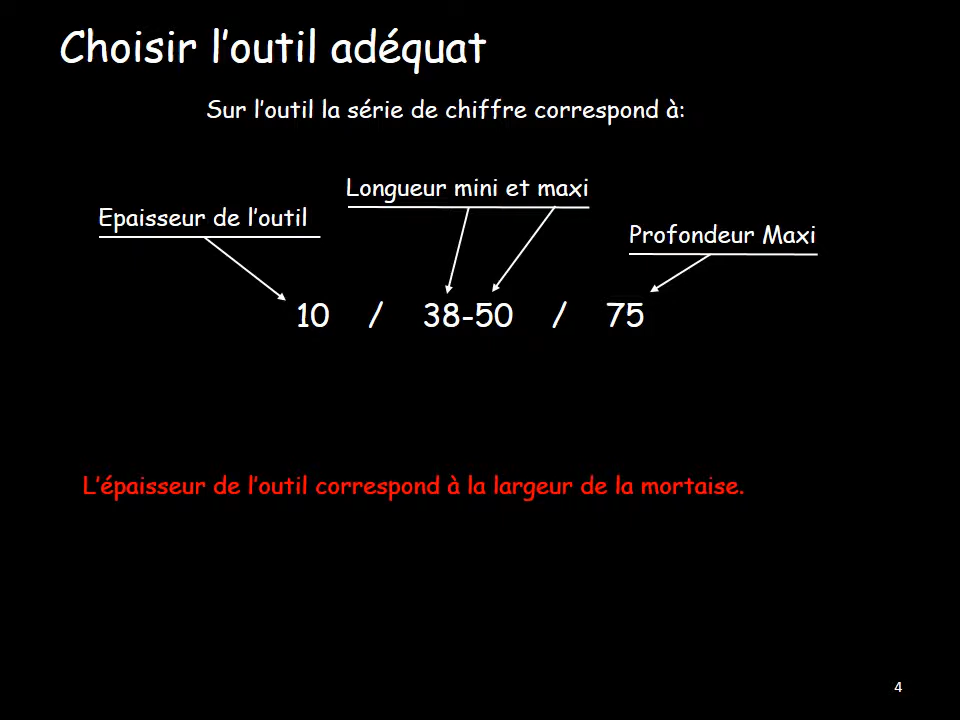 Choisir l’outil adéquat
Sur l’outil la série de chiffre correspond à:
Longueur mini et maxi
Epaisseur de l’outil
Profondeur Maxi
10 / 38-50 / 75
L’épaisseur de l’outil correspond à la largeur de la mortaise.
4